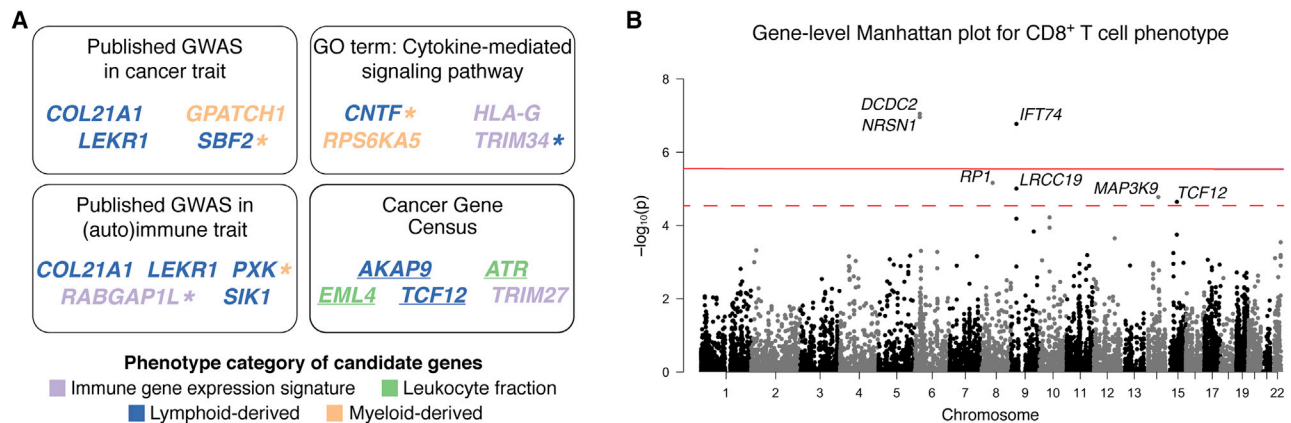 A
Published GWAS
in cancer trait
COL21A1 GPATCH1
LEKR1 SBF2*
GO term: Cytokine-mediated
signaling pathway
CNTF* HLA-G
RPS6KA5 TRIM34*
Published GWAS in
(auto)immune trait
COL21A1 LEKR1 PXK*
RABGAP1L* SIK1
Cancer Gene
Census
AKAP9 ATR
EML4 TCF12 TRIM27
Phenotype category of candidate genes
Immune gene expression signature Leukocyte fraction
Lymphoid-derived Myeloid-derived
B
Gene-level Manhattan plot for CD8+ T cell phenotype
−log10(p)
8
6
4
2
0
DCDC2
NRSN1
IFT74
RP1
LRCC19
MAP3K9
TCF12
1 2 3 4 5 6 7 8 9 10 11 12 13 15 17 19 22
Chromosome